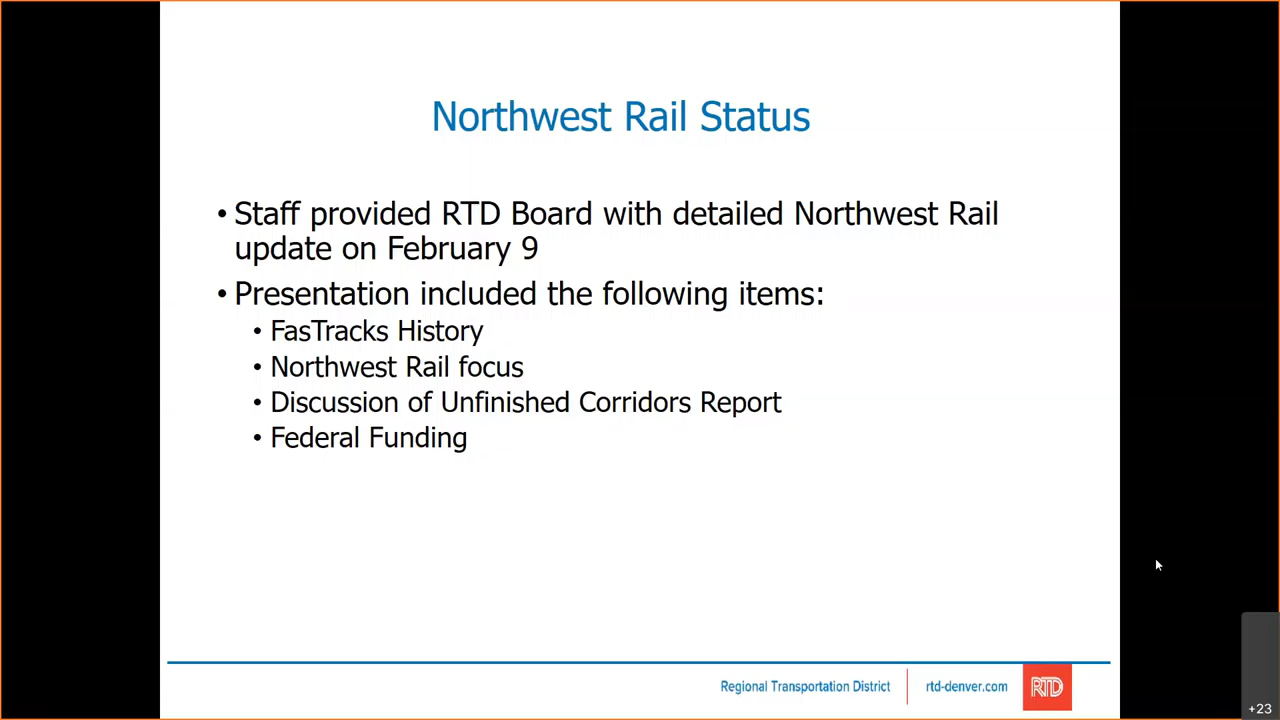 Northwest Rail Status
• Staff provided RTD Board with detailed Northwest Rail
update on February 9
• Presentation included the following items:
• FasTracks History
• Northwest Rail focus
• Discussion of Unfinished Corridors Report
• Federal Funding
Regional Transportation District
rtd-denver.com
RTD
+23